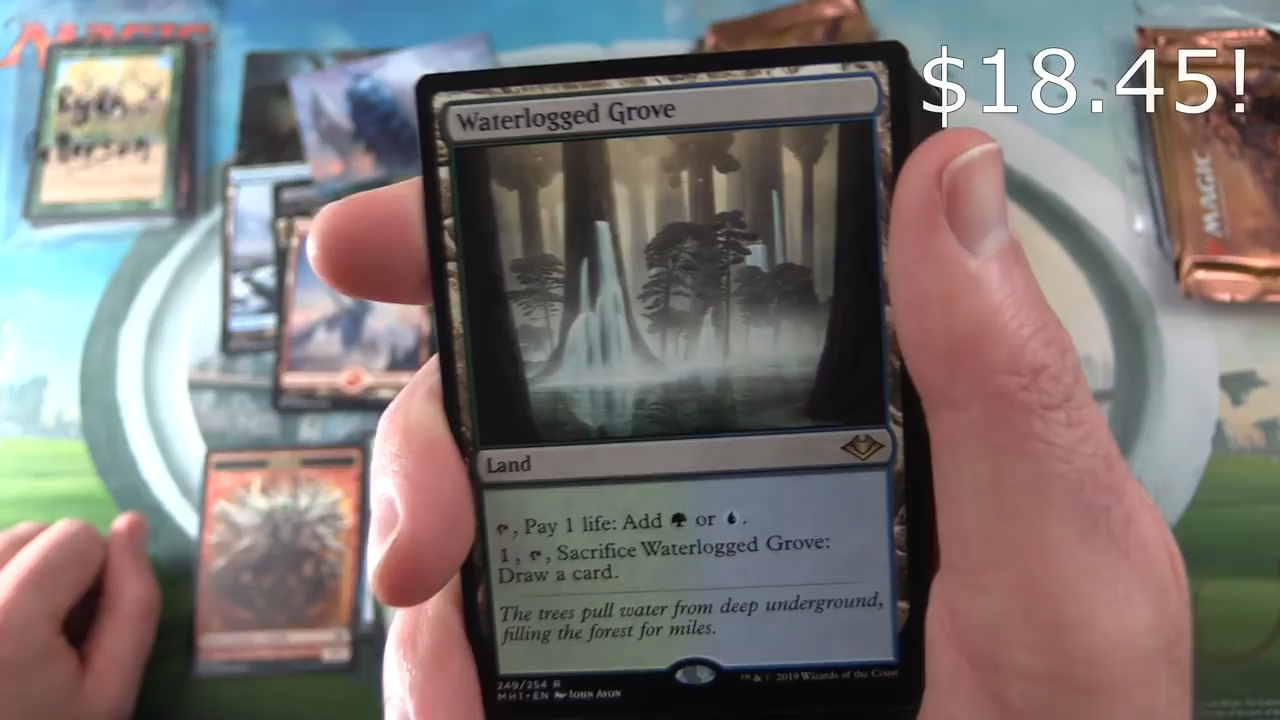 MAGIC
$18.45!
Ryan
Waterlogged Grove
MAGIC
Land
, Pay 1 life: Add or .
1, , Sacrifice Waterlogged Grove:
Draw a card.
The trees pull water from deep underground,
filling the forest for miles.
249/254 R
MH1 • EN John Avon
™ & © 2019 Wizards of the Coast